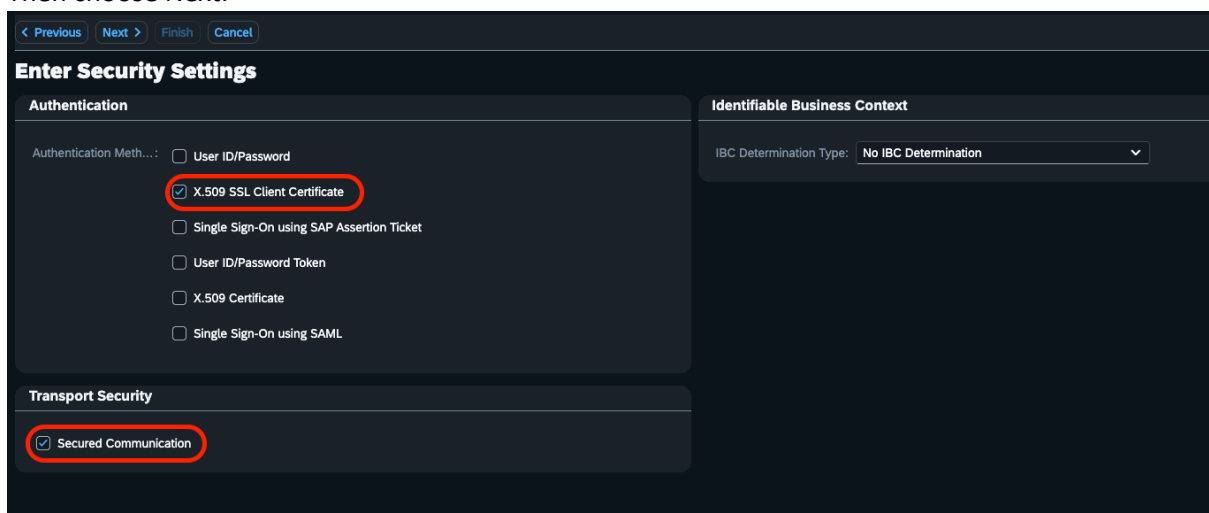 Then choose Next.
< Previous Next > Finish Cancel
Enter Security Settings
Authentication
Authentication Meth...:
User ID/Password
X.509 SSL Client Certificate
Single Sign-On using SAP Assertion Ticket
User ID/Password Token
X.509 Certificate
Single Sign-On using SAML
Identifiable Business Context
IBC Determination Type: No IBC Determination
Transport Security
Secured Communication